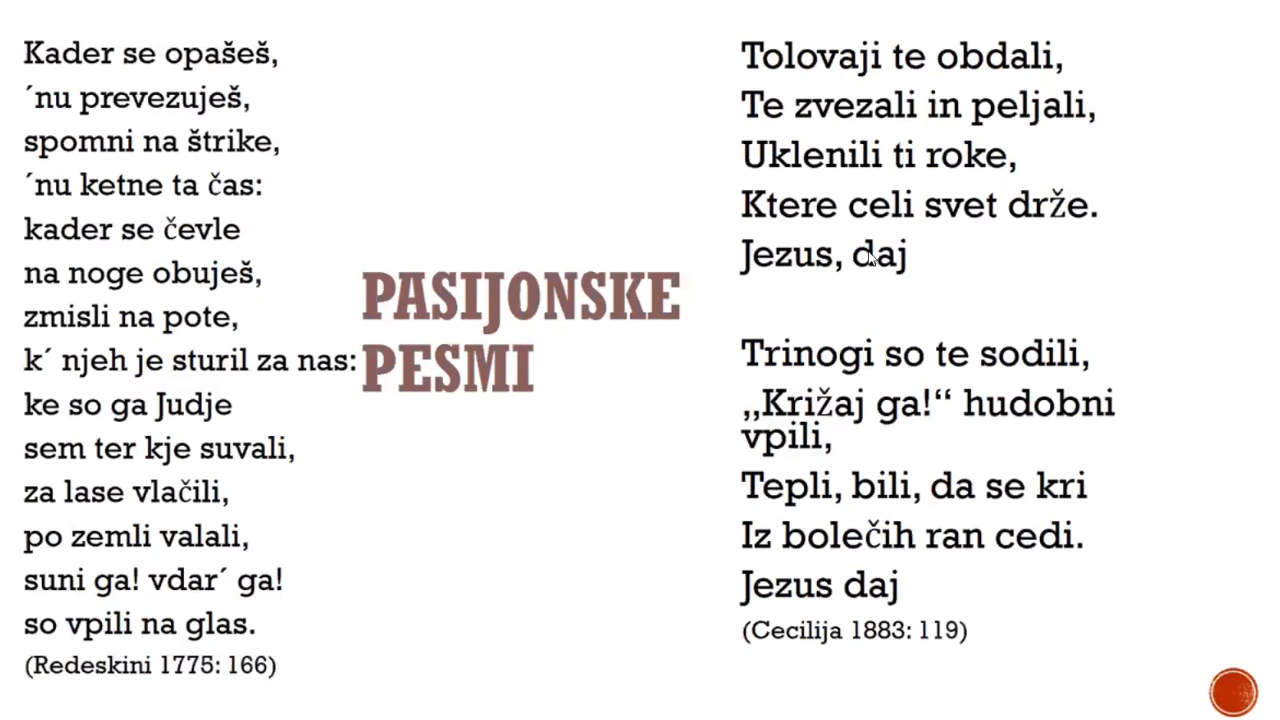 Kader se opašeš,
´nu prevezuješ,
spomni na štrike,
´nu ketne ta čas:
kader se čevle
na noge obuješ,
zmisli na pote,
k´ njeh je sturil za nas:
ke so ga Judje
sem ter kje suvali,
za lase vlačili,
po zemli valali,
suni ga! vdar´ ga!
so vpili na glas.
(Redeskini 1775: 166)
PASIJONSKE
PESMI
Tolovaji te obdali,
Te zvezali in peljali,
Uklenili ti roke,
Ktere celi svet drže.
Jezus, daj
Trinogi so te sodili,
„Križaj ga!“ hudobni
vpili,
Tepli, bili, da se kri
Iz bolečih ran cedi.
Jezus daj
(Cecilija 1883: 119)